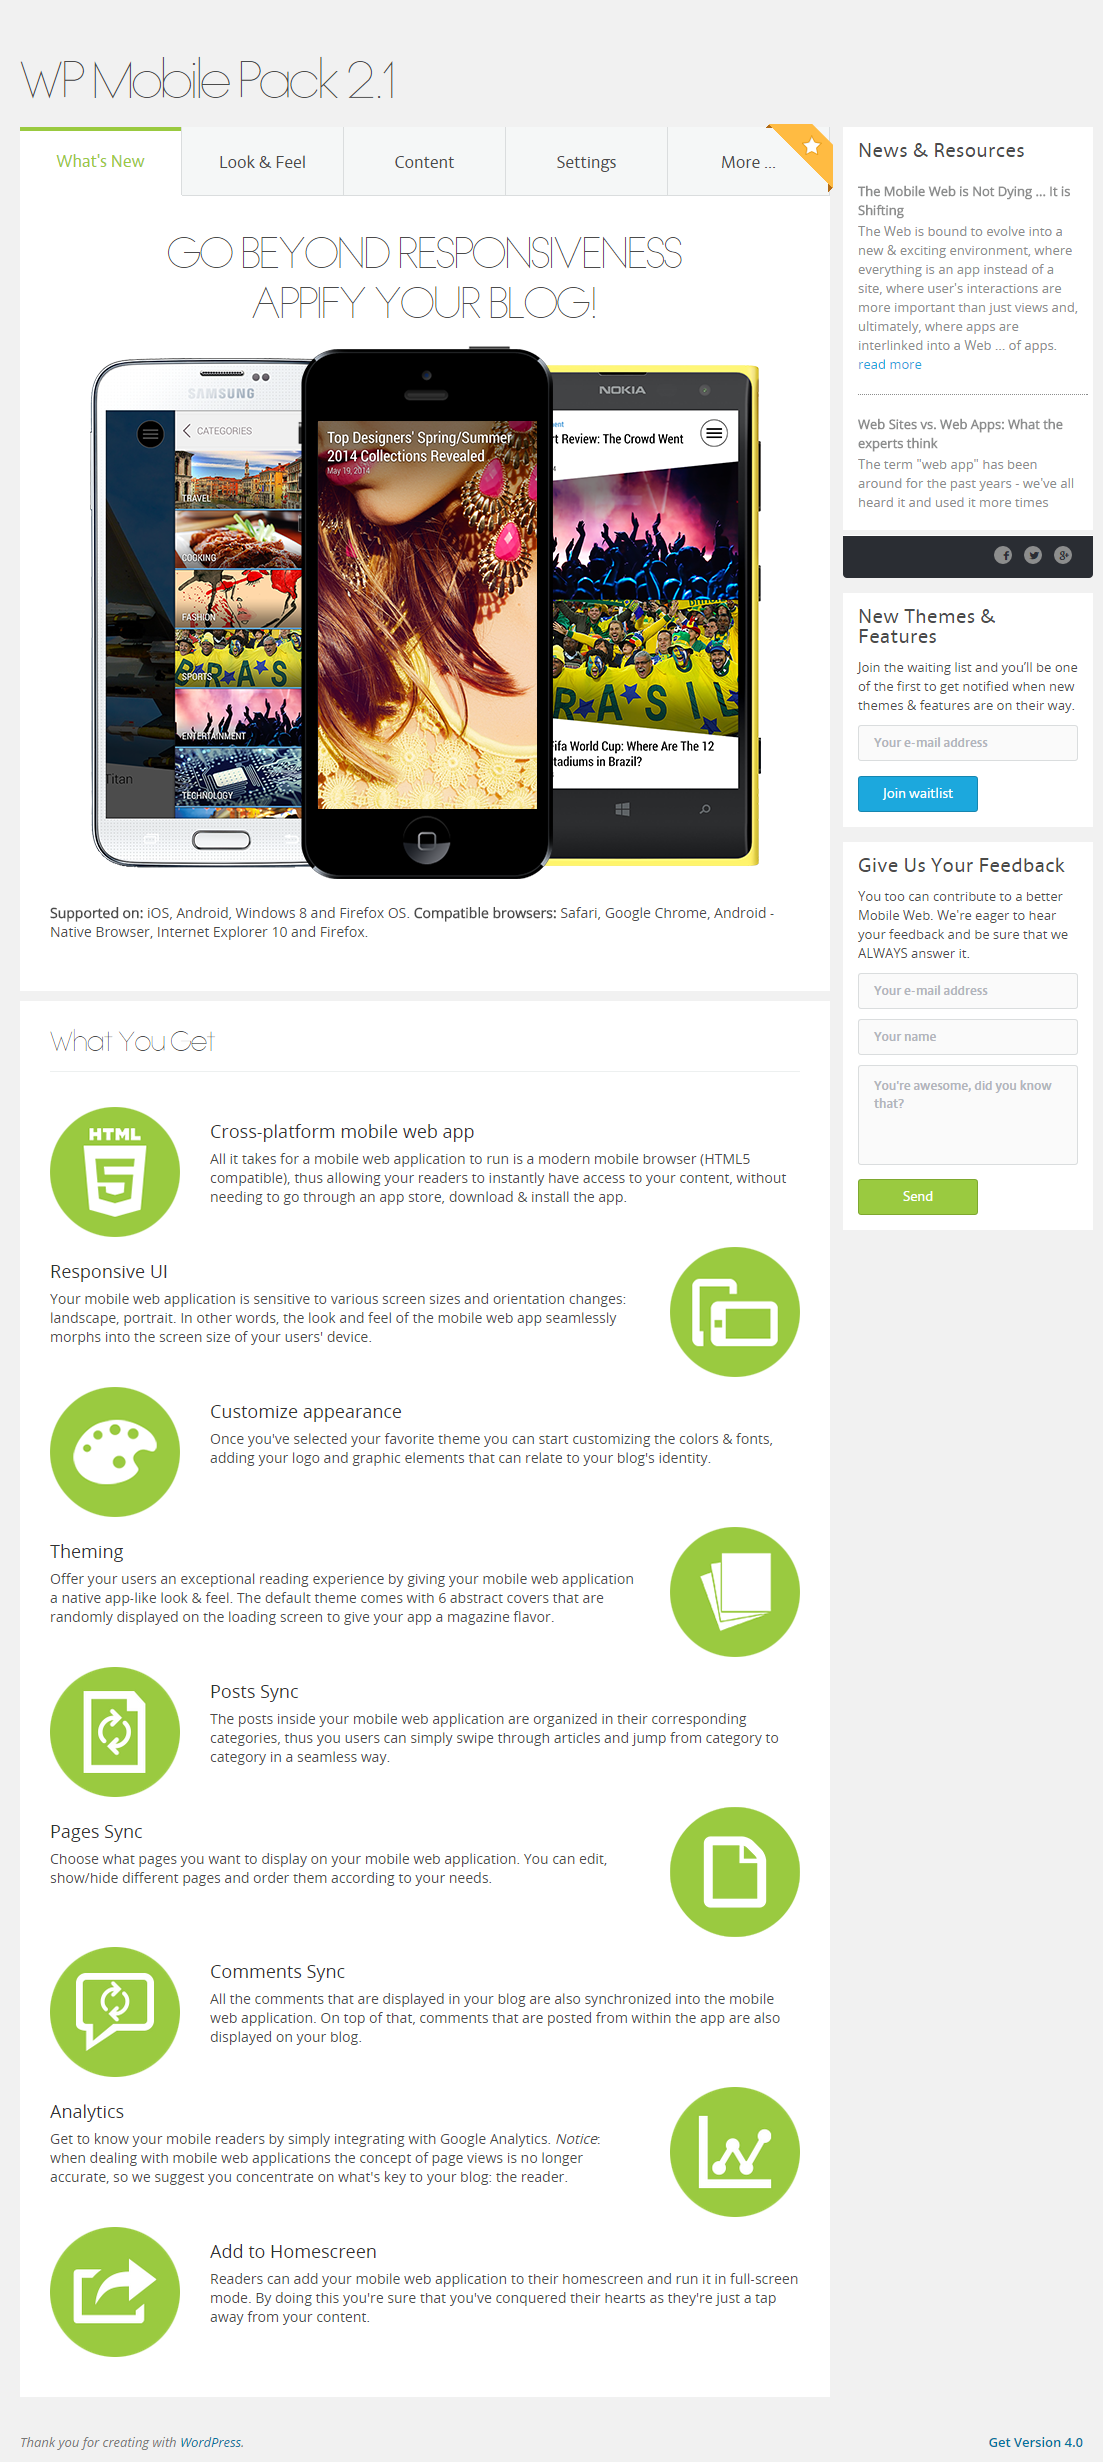 WP Mobile Pack 2.1
What's New
Look & Feel
Content
Settings
More ...
GO BEYOND RESPONSIVENESS
APPIFY YOUR BLOG!
SAMSUNG
CATEGORIES
TRAVEL
COOKING
FASHION
BRASIL
SPORTS
ENTERTAINMENT
TECHNOLOGY
Titan
Top Designers' Spring/Summer
2014 Collections Revealed
May 19, 2014
NOKIA
rt Review: The Crowd Went
BRASIL
Fifa World Cup: Where Are The 12
tadiums in Brazil?
Supported on: iOS, Android, Windows 8 and Firefox OS. Compatible browsers: Safari, Google Chrome, Android -
Native Browser, Internet Explorer 10 and Firefox.
What You Get
HTML
5
Cross-platform mobile web app
All it takes for a mobile web application to run is a modern mobile browser (HTML5
compatible), thus allowing your readers to instantly have access to your content, without
needing to go through an app store, download & install the app.
Responsive UI
Your mobile web application is sensitive to various screen sizes and orientation changes:
landscape, portrait. In other words, the look and feel of the mobile web app seamlessly
morphs into the screen size of your users' device.
Customize appearance
Once you've selected your favorite theme you can start customizing the colors & fonts,
adding your logo and graphic elements that can relate to your blog's identity.
Theming
Offer your users an exceptional reading experience by giving your mobile web application
a native app-like look & feel. The default theme comes with 6 abstract covers that are
randomly displayed on the loading screen to give your app a magazine flavor.
Posts Sync
The posts inside your mobile web application are organized in their corresponding
categories, thus you users can simply swipe through articles and jump from category to
category in a seamless way.
Pages Sync
Choose what pages you want to display on your mobile web application. You can edit,
show/hide different pages and order them according to your needs.
Comments Sync
All the comments that are displayed in your blog are also synchronized into the mobile
web application. On top of that, comments that are posted from within the app are also
displayed on your blog.
Analytics
Get to know your mobile readers by simply integrating with Google Analytics. Notice:
when dealing with mobile web applications the concept of page views is no longer
accurate, so we suggest you concentrate on what's key to your blog: the reader.
Add to Homescreen
Readers can add your mobile web application to their homescreen and run it in full-screen
mode. By doing this you're sure that you've conquered their hearts as they're just a tap
away from your content.
News & Resources
The Mobile Web is Not Dying ... It is
Shifting
The Web is bound to evolve into a
new & exciting environment, where
everything is an app instead of a
site, where user's interactions are
more important than just views and,
ultimately, where apps are
interlinked into a Web ... of apps.
read more
Web Sites vs. Web Apps: What the
experts think
The term "web app" has been
around for the past years - we've all
heard it and used it more times
New Themes &
Features
Join the waiting list and you'll be one
of the first to get notified when new
themes & features are on their way.
Your e-mail address
Join waitlist
Give Us Your Feedback
You too can contribute to a better
Mobile Web. We're eager to hear
your feedback and be sure that we
ALWAYS answer it.
Your e-mail address
Your name
You're awesome, did you know
that?
Send
Thank you for creating with WordPress.
Get Version 4.0